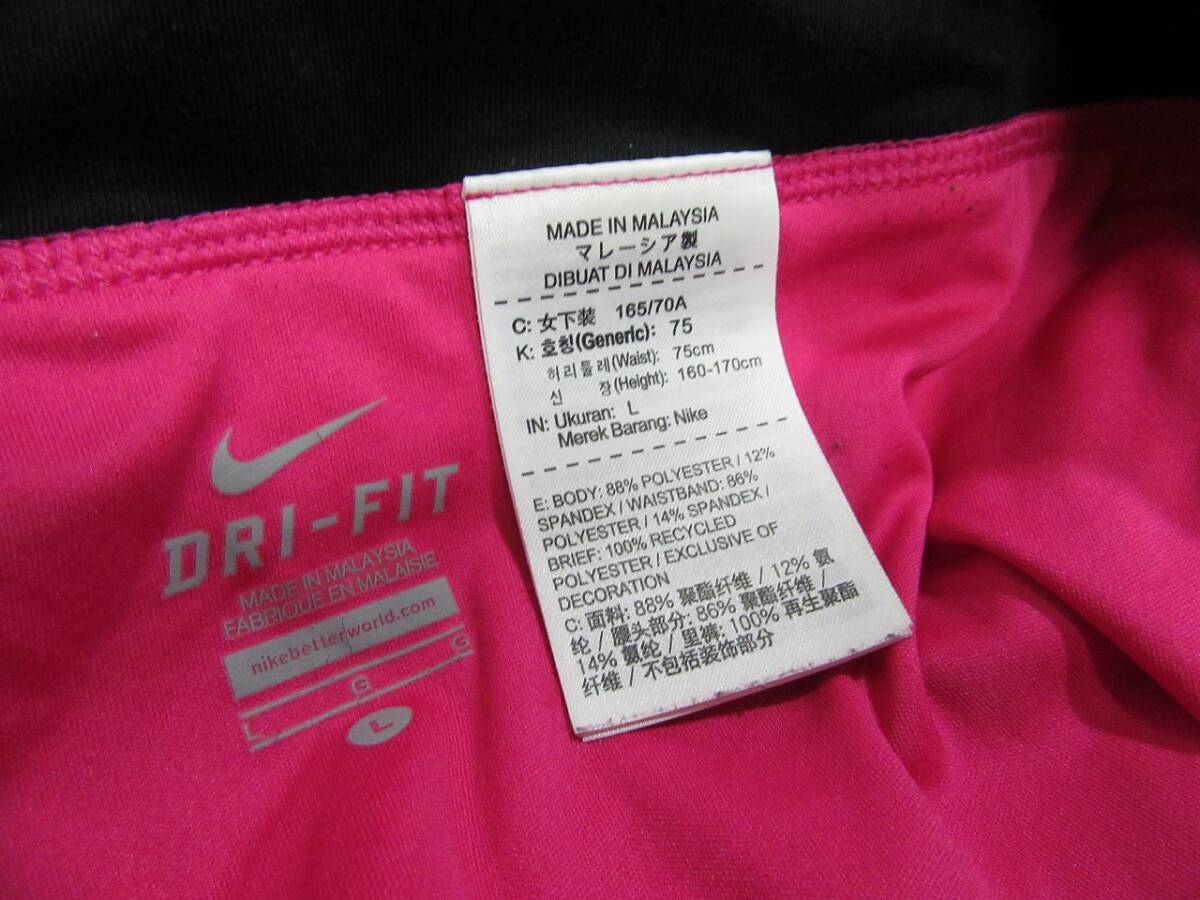 MADE IN MALAYSIA
マレーシア製
DIBUAT DI MALAYSIA
C: 女下装 165/70A
K: 호칭(Generic): 75
허리둘레(Waist): 75cm
신 장(Height): 160-170cm
IN: Ukuran: L
Merek Barang: Nike
E: BODY: 88% POLYESTER / 12%
SPANDEX / WAISTBAND: 86%
POLYESTER / 14% SPANDEX /
BRIEF: 100% RECYCLED
POLYESTER / EXCLUSIVE OF
DECORATION
C: 面料: 88% 聚酯纤维 / 12% 氨
纶 / 腰头部分: 86% 聚酯纤维 /
14% 氨纶 / 里裤: 100% 再生聚酯
纤维 / 不包括装饰部分
DRI-FIT
MADE IN MALAYSIA
FABRIQUE EN MALAISIE
nikebetterworld.com
L G G
L